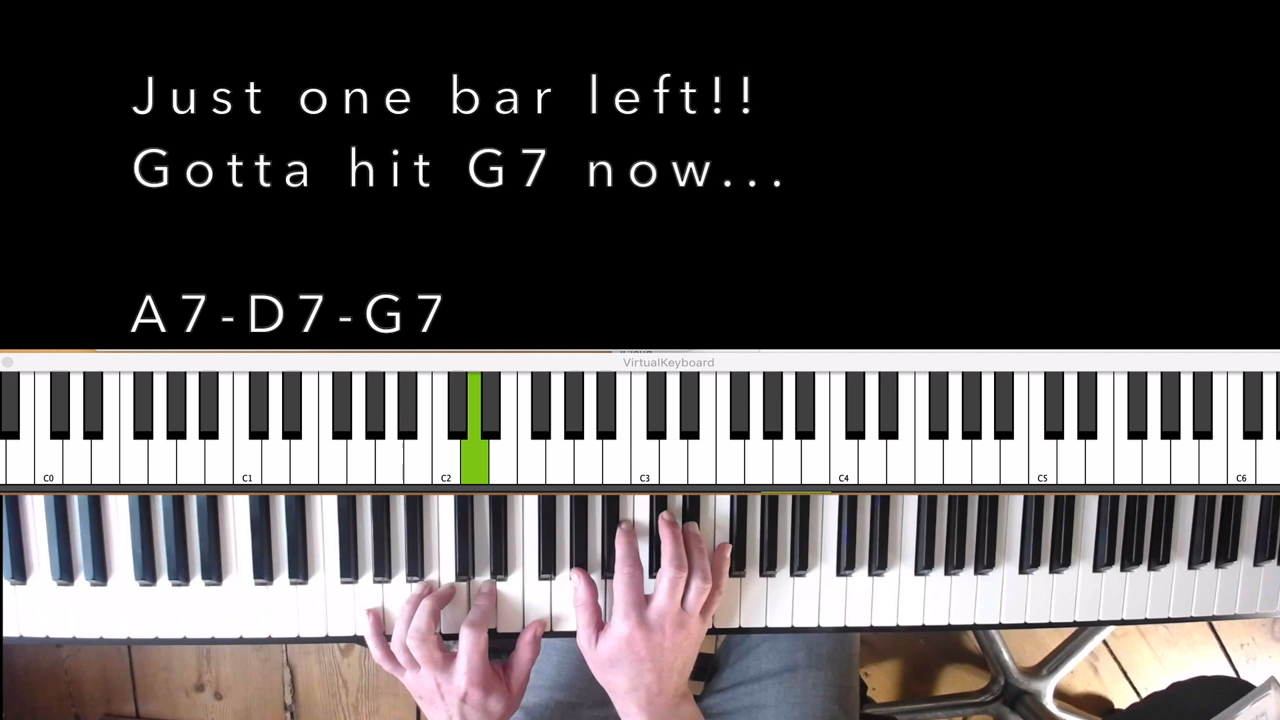 Just one bar left!!
Gotta hit G7 now...
A7-D7-G7
VirtualKeyboard
C0 C1 C2 C3 C4 C5 C6